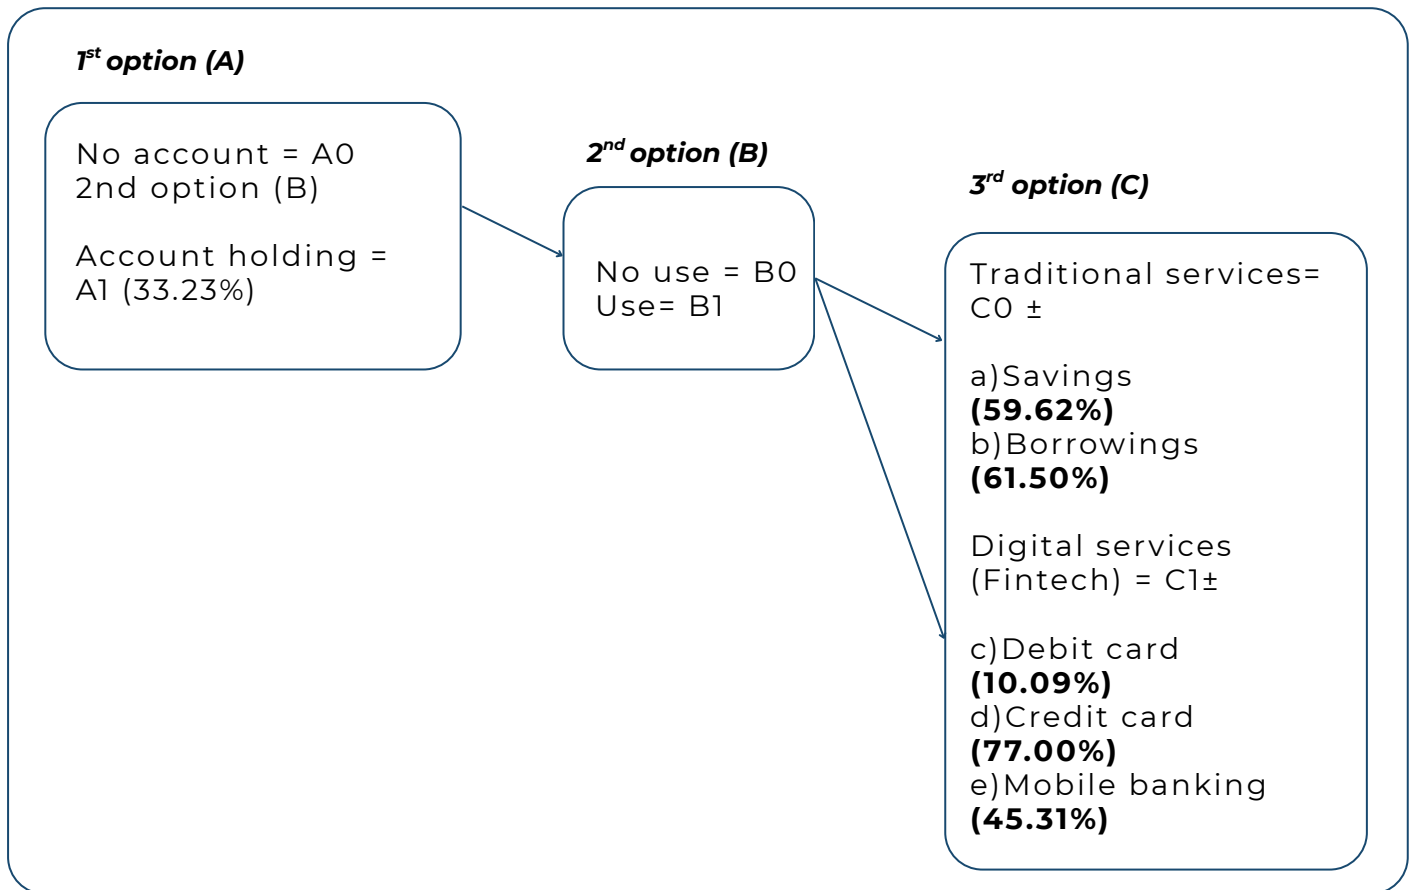 1st option (A)
No account = A0
2nd option (B)
Account holding =
A1 (33.23%)
2nd option (B)
No use = B0
Use= B1
3rd option (C)
Traditional services=
C0 ±
a)Savings
(59.62%)
b)Borrowings
(61.50%)
Digital services
(Fintech) = C1±
c)Debit card
(10.09%)
d)Credit card
(77.00%)
e)Mobile banking
(45.31%)